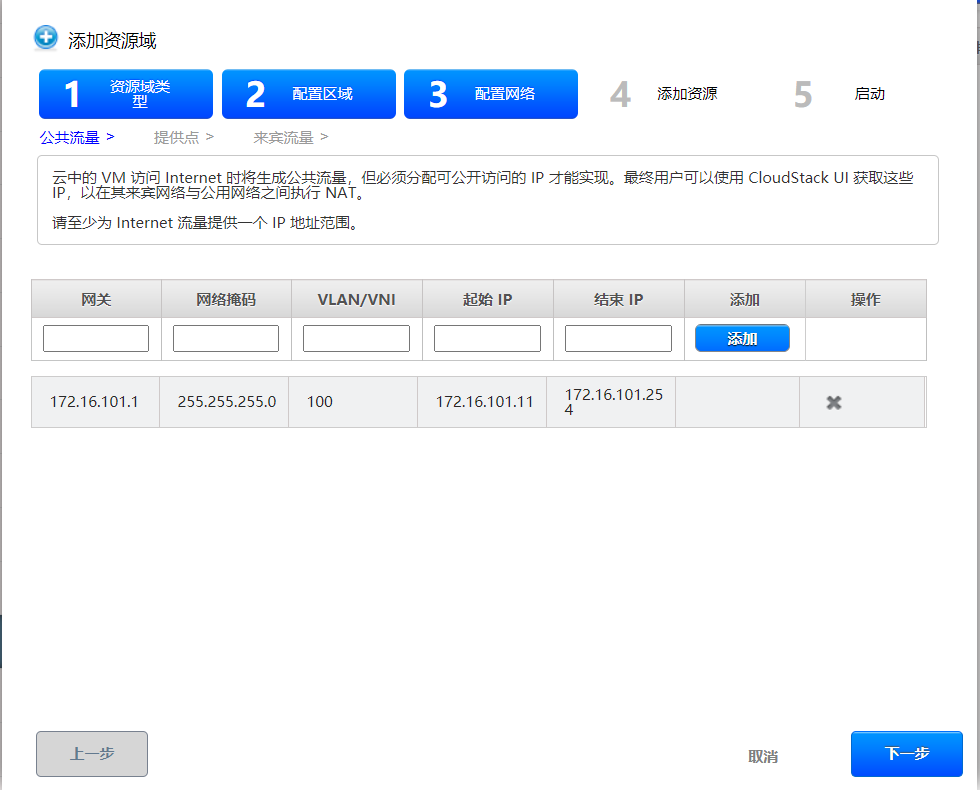 添加资源域
1 资源域类
型
2 配置区域
3 配置网络
4 添加资源
5 启动
公共流量 > 提供点 > 来宾流量 >
云中的 VM 访问 Internet 时将生成公共流量，但必须分配可公开访问的 IP 才能实现。最终用户可以使用 CloudStack UI 获取这些
IP，以在其来宾网络与公用网络之间执行 NAT。
请至少为 Internet 流量提供一个 IP 地址范围。
网关 网络掩码 VLAN/VNI 起始 IP 结束 IP 添加 操作
添加
172.16.101.1 255.255.255.0 100 172.16.101.11 172.16.101.25
4
上一步 取消 下一步